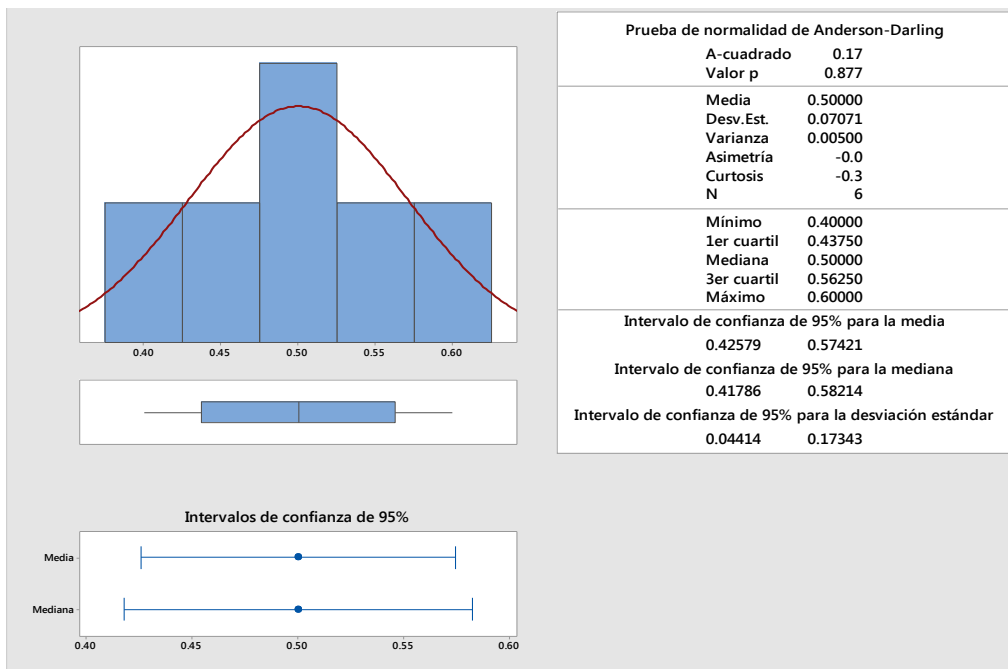 Prueba de normalidad de Anderson-Darling
A-cuadrado 0.17
Valor p 0.877
Media 0.50000
Desv.Est. 0.07071
Varianza 0.00500
Asimetría -0.0
Curtosis -0.3
N 6
Mínimo 0.40000
1er cuartil 0.43750
Mediana 0.50000
3er cuartil 0.56250
Máximo 0.60000
Intervalo de confianza de 95% para la media
0.42579 0.57421
Intervalo de confianza de 95% para la mediana
0.41786 0.58214
Intervalo de confianza de 95% para la desviación estándar
0.04414 0.17343
0.40 0.45 0.50 0.55 0.60
Intervalos de confianza de 95%
Media
Mediana
0.40 0.45 0.50 0.55 0.60